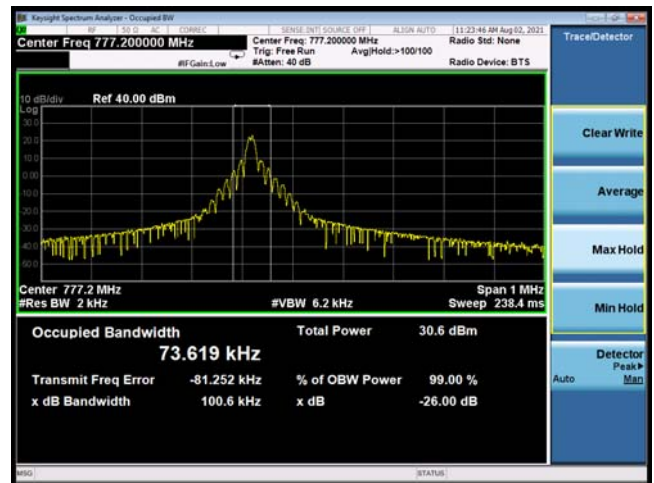 Keysight Spectrum Analyzer - Occupied BW
RF 50 Ω AC CORREC SENSE:INT SOURCE OFF ALIGN AUTO 11:23:46 AM Aug 02, 2021
Center Freq 777.200000 MHz Center Freq: 777.200000 MHz Radio Std: None
Trig: Free Run Avg|Hold:>100/100
#IFGain:Low #Atten: 40 dB Radio Device: BTS
Trace/Detector
10 dB/div Ref 40.00 dBm
Log
30.0
20.0
10.0
0.00
10.0
20.0
30.0
40.0
50.0
Center 777.2 MHz Span 1 MHz
#Res BW 2 kHz #VBW 6.2 kHz Sweep 238.4 ms
Occupied Bandwidth Total Power 30.6 dBm
73.619 kHz
Transmit Freq Error -81.252 kHz % of OBW Power 99.00 %
x dB Bandwidth 100.6 kHz x dB -26.00 dB
Clear Write
Average
Max Hold
Min Hold
Detector
Peak▶
Auto Man
MSG STATUS